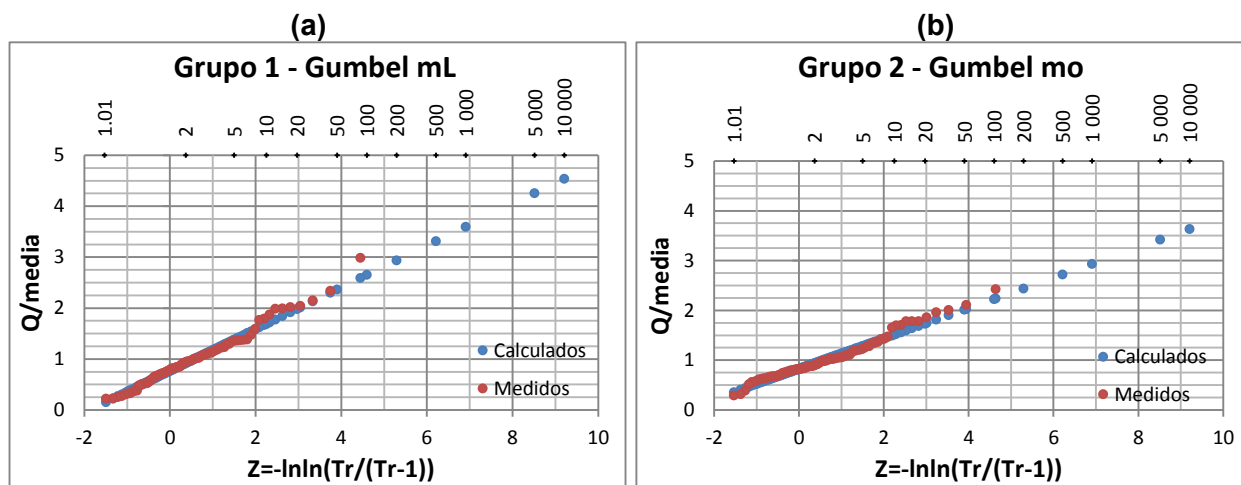 (a)
Grupo 1 - Gumbel mL
1.01 2 5 10 20 50 100 200 500 1 000 5 000 10 000
5
4
3
2
1
0
Q/media
Calculados
Medidos
-2 0 2 4 6 8 10
Z=-lnln(Tr/(Tr-1))
(b)
Grupo 2 - Gumbel mo
1.01 2 5 10 20 50 100 200 500 1 000 5 000 10 000
5
4
3
2
1
0
Q/media
Calculados
Medidos
-2 0 2 4 6 8 10
Z=-lnln(Tr/(Tr-1))